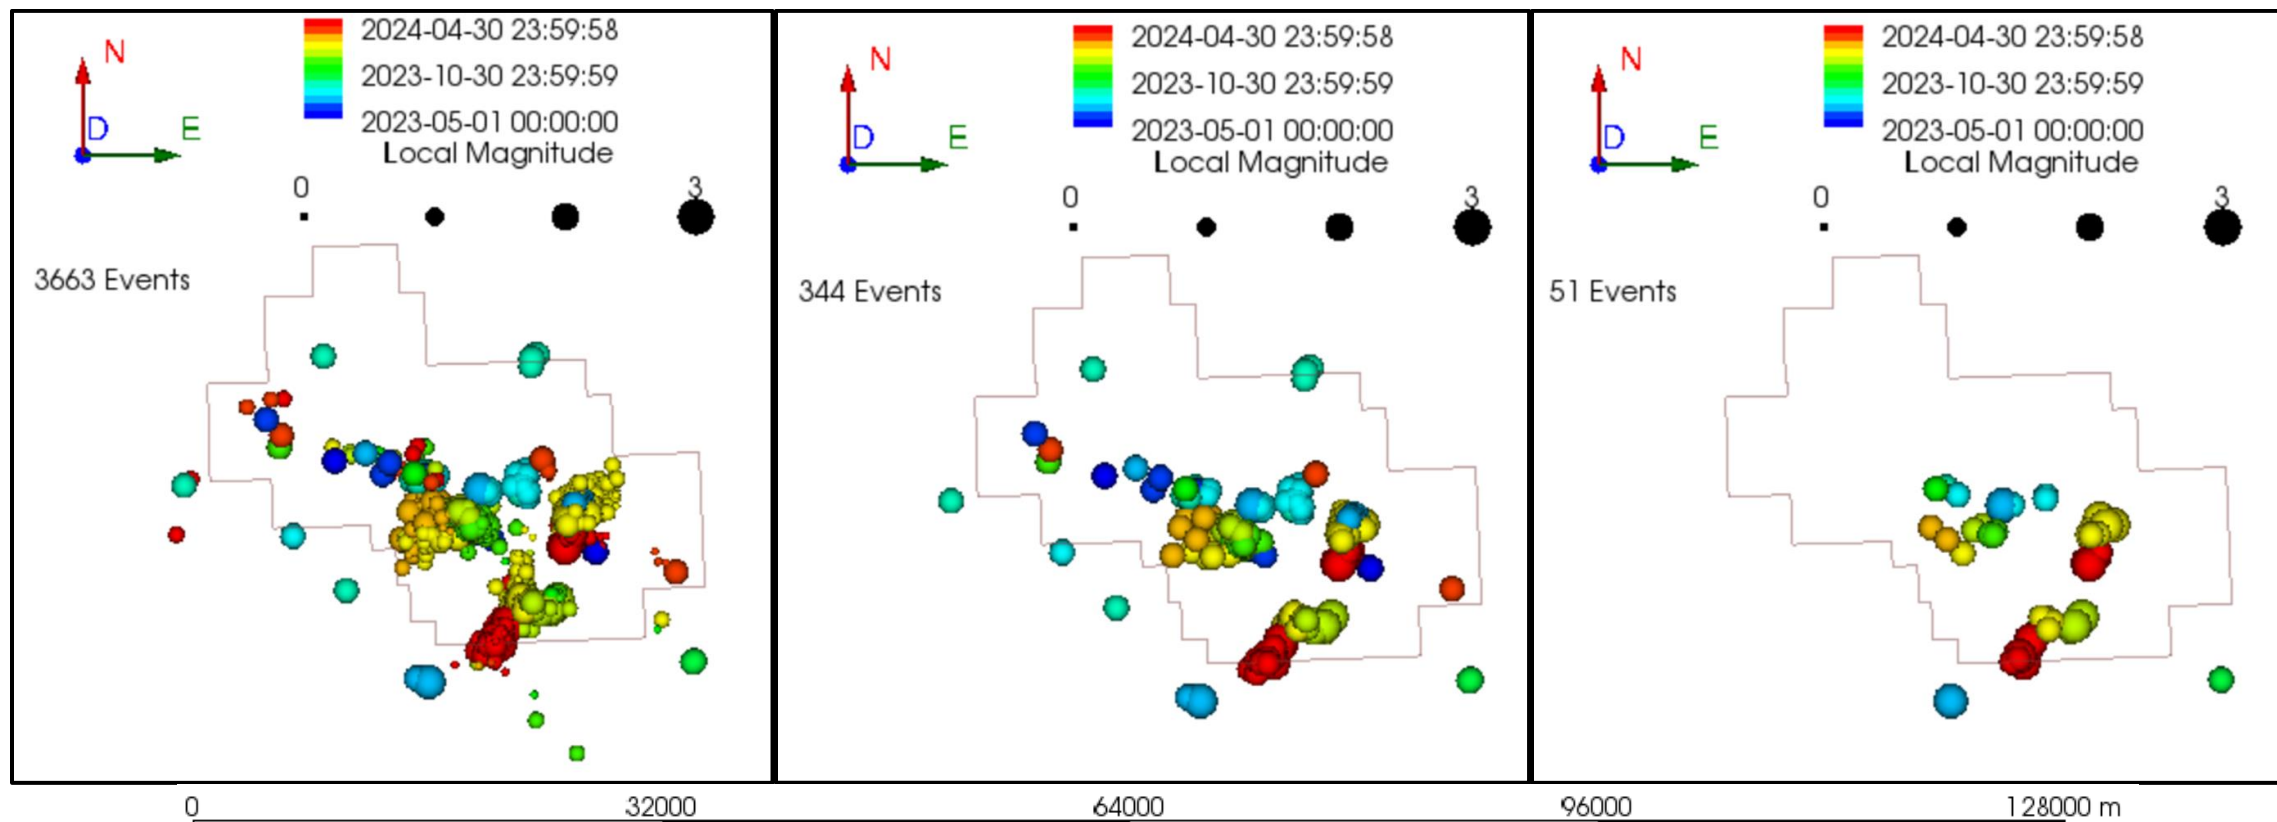 N
D
E
2024-04-30 23:59:58
2023-10-30 23:59:59
2023-05-01 00:00:00
Local Magnitude
0
3
3663 Events
N
D
E
2024-04-30 23:59:58
2023-10-30 23:59:59
2023-05-01 00:00:00
Local Magnitude
0
3
344 Events
N
D
E
2024-04-30 23:59:58
2023-10-30 23:59:59
2023-05-01 00:00:00
Local Magnitude
0
3
51 Events
0 32000 64000 96000 128000 m